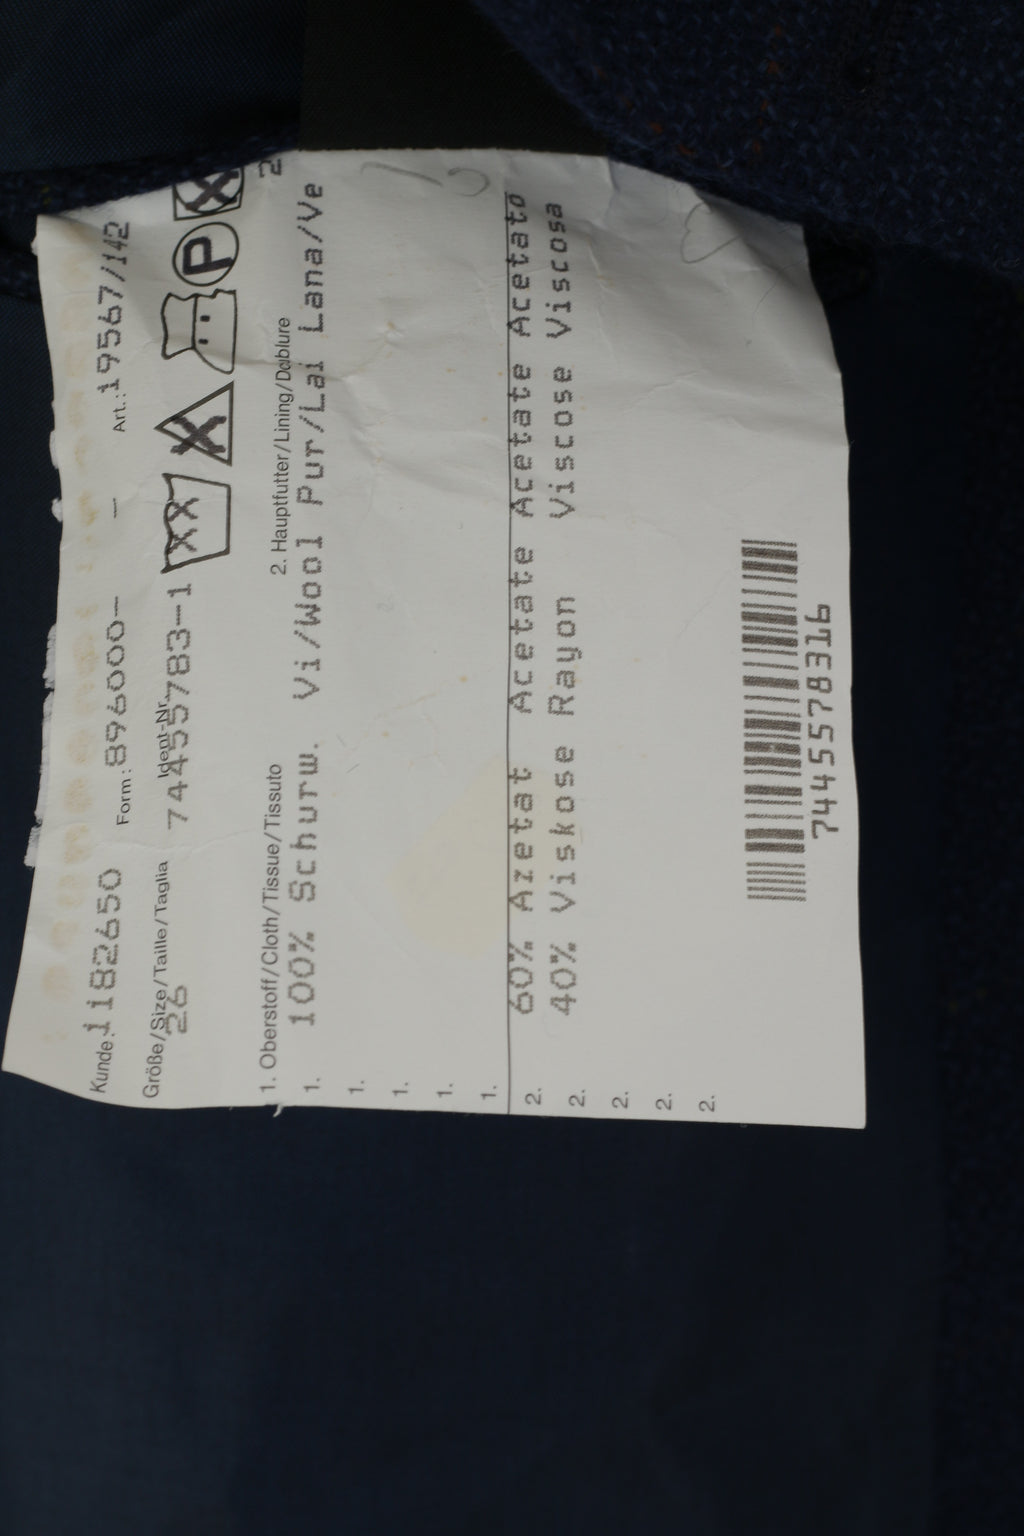 Kunde: 1182650 Form: 896000— — Art.: 19567/142
Größe/Size/Taille/Taglia Ident-Nr.
26 74455783-1 P
1. Oberstoff/Cloth/Tissue/Tissuto 2. Hauptfutter/Lining/Doublure 2
1. 100% Schurw. Vi/Wool Pur/Lai Lana/Ve
1.
1.
1.
1.
2. 60% Azetat Acetate Acetate Acetato
2. 40% Viskose Rayon Viscose Viscosa
2.
2.
2.
7445578316